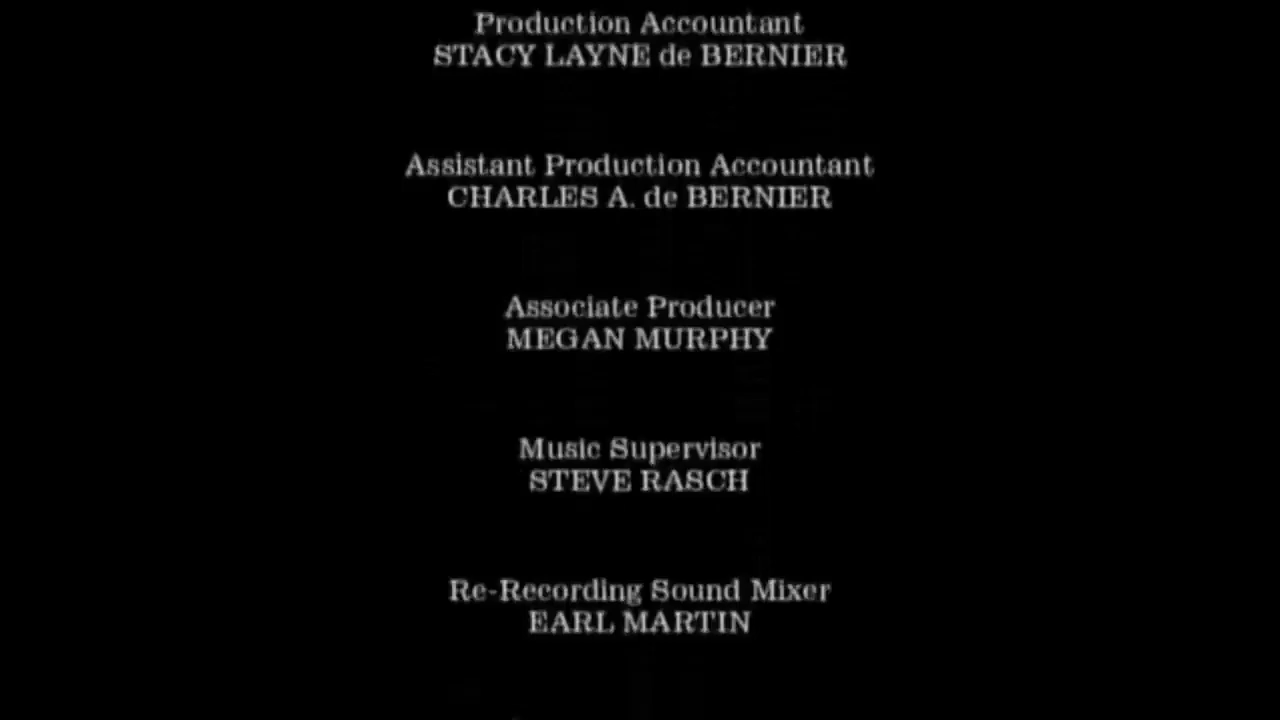 Production Accountant
STACY LAYNE de BERNIER
Assistant Production Accountant
CHARLES A. de BERNIER
Associate Producer
MEGAN MURPHY
Music Supervisor
STEVE RASCH
Re-Recording Sound Mixer
EARL MARTIN